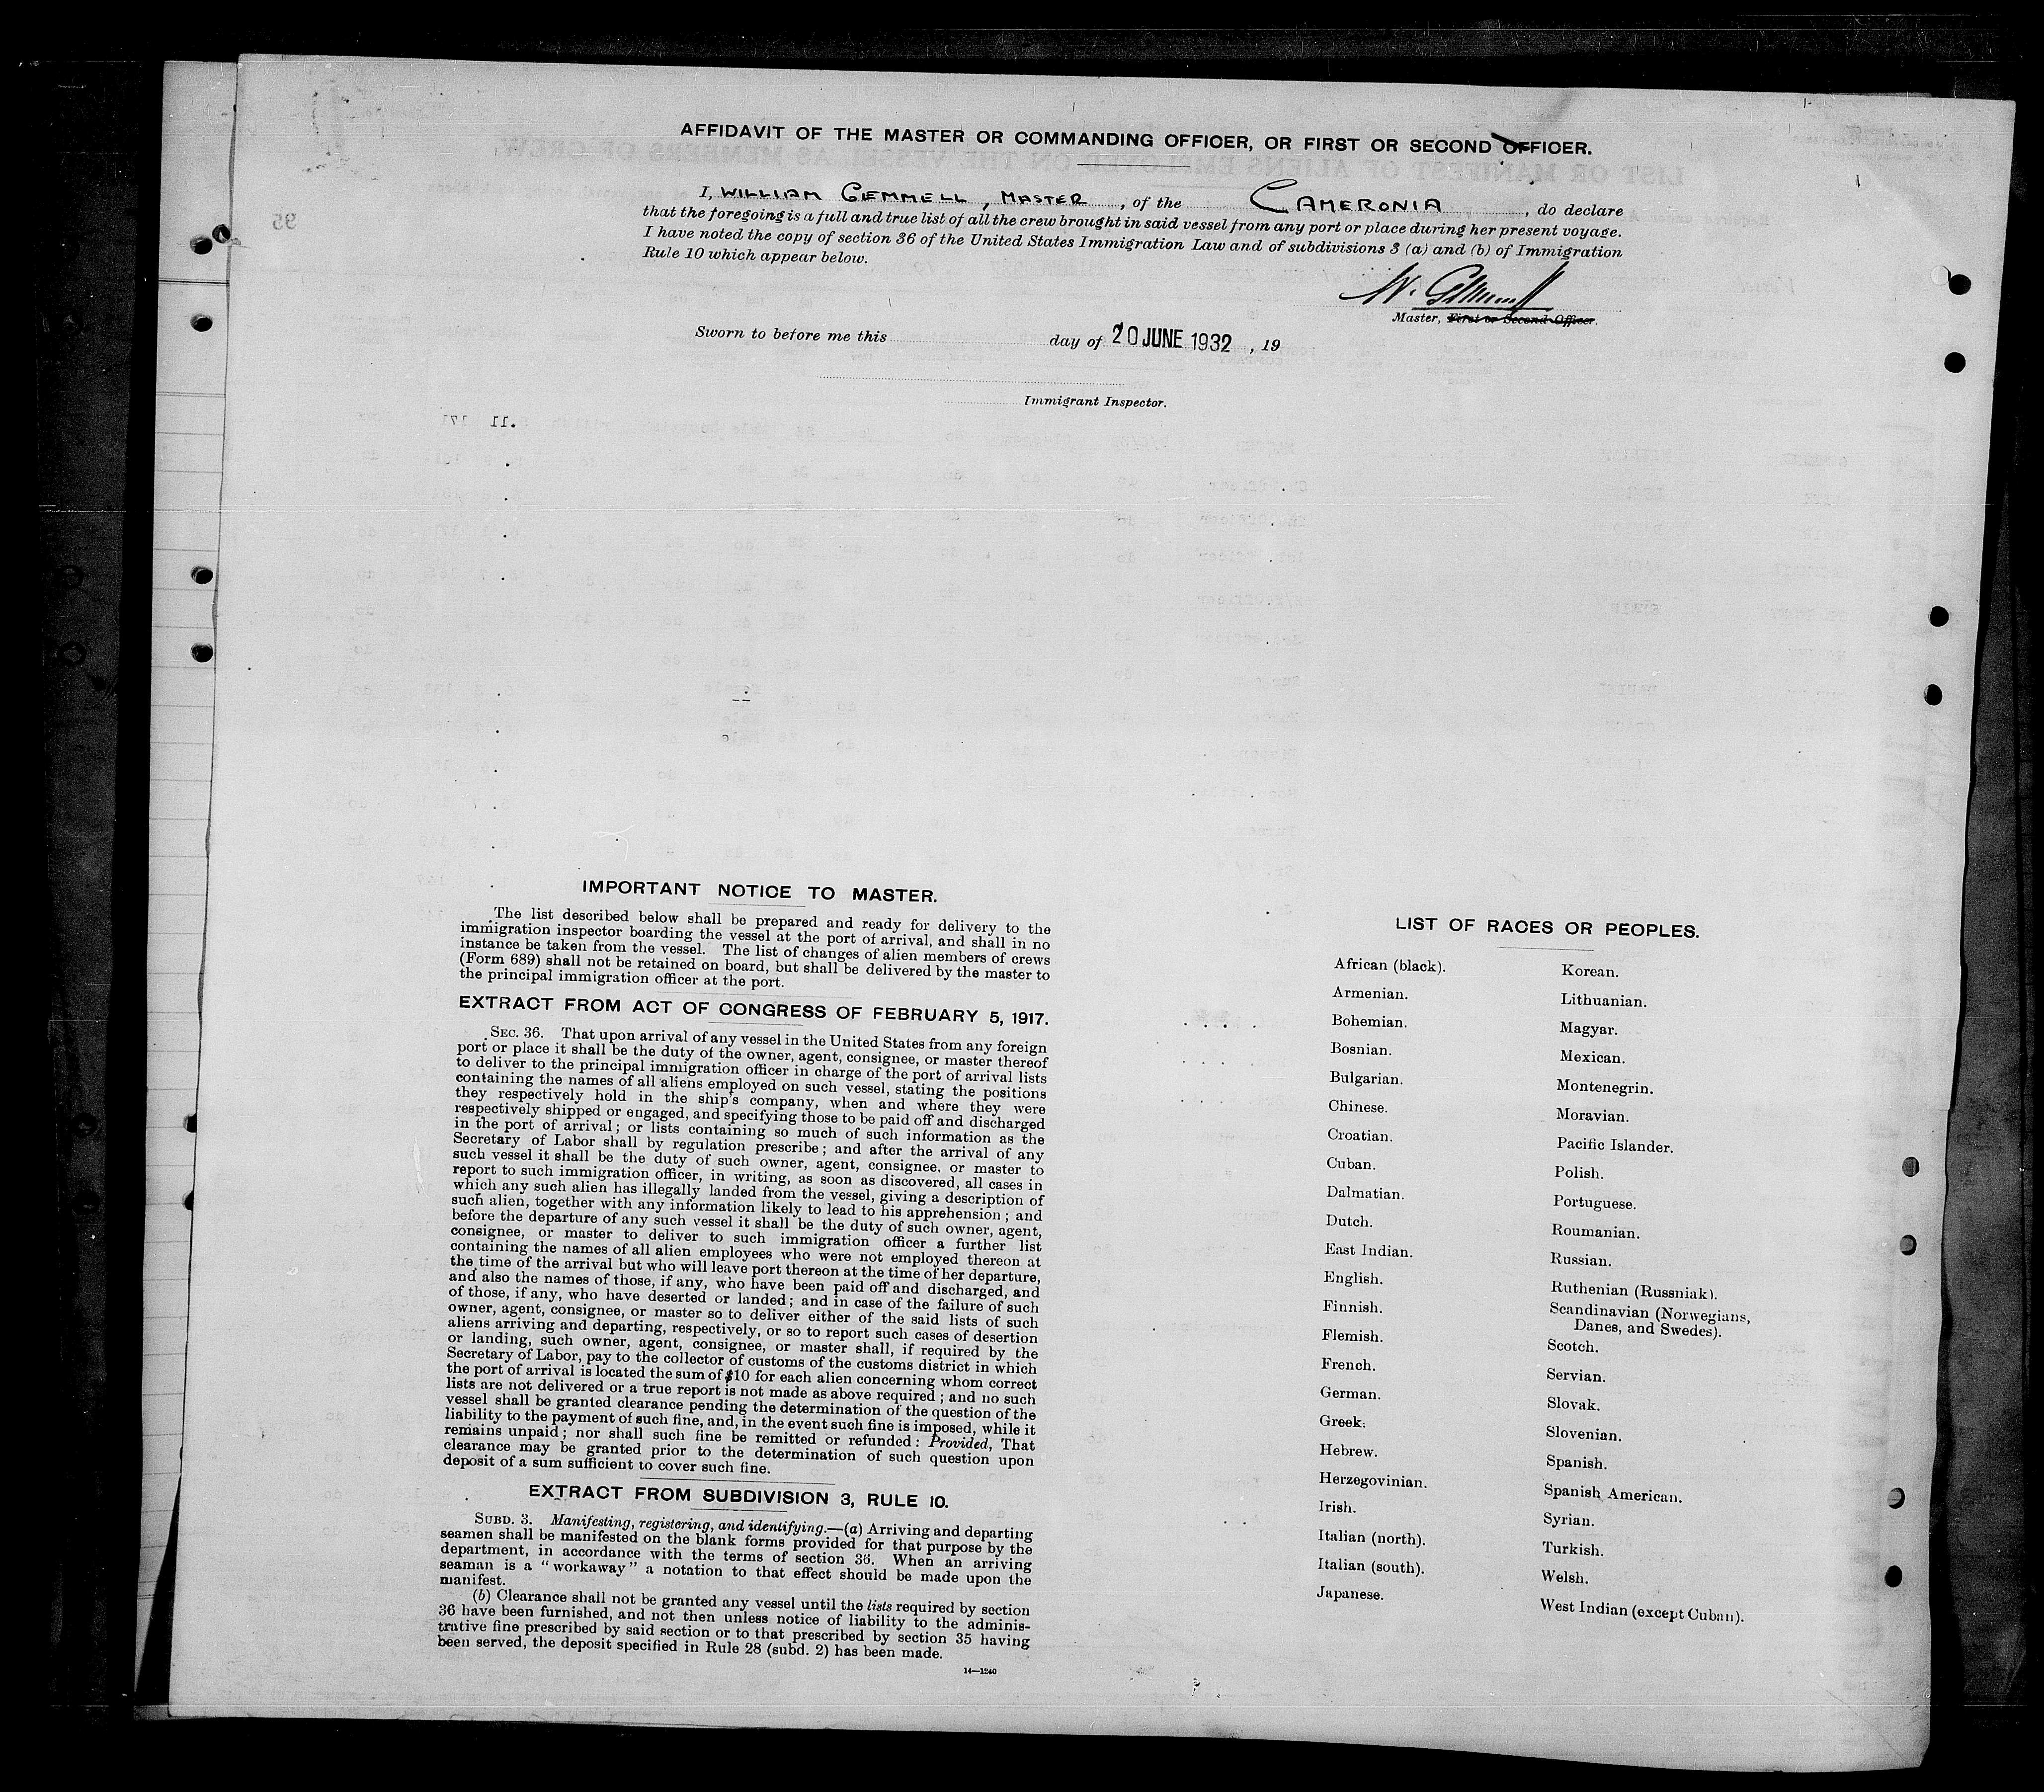 AFFIDAVIT OF THE MASTER OR COMMANDING OFFICER, OR FIRST OR SECOND OFFICER.
I, WILLIAM GEMMELL, MASTER, of the CAMERONIA, do declare
that the foregoing is a full and true list of all the crew brought in said vessel from any port or place during her present voyage.
I have noted the copy of section 36 of the United States Immigration Law and of subdivisions 3 (a) and (b) of Immigration
Rule 10 which appear below.
W. Gemmell
Master, First or Second Officer.
Sworn to before me this day of 20 JUNE 1932, 19
Immigrant Inspector.
IMPORTANT NOTICE TO MASTER.
The list described below shall be prepared and ready for delivery to the
immigration inspector boarding the vessel at the port of arrival, and shall in no
instance be taken from the vessel. The list of changes of alien members of crews
(Form 689) shall not be retained on board, but shall be delivered by the master to
the principal immigration officer at the port.
EXTRACT FROM ACT OF CONGRESS OF FEBRUARY 5, 1917.
SEC. 36. That upon arrival of any vessel in the United States from any foreign
port or place it shall be the duty of the owner, agent, consignee, or master thereof
to deliver to the principal immigration officer in charge of the port of arrival lists
containing the names of all aliens employed on such vessel, stating the positions
they respectively hold in the ship's company, when and where they were
respectively shipped or engaged, and specifying those to be paid off and discharged
in the port of arrival; or lists containing so much of such information as the
Secretary of Labor shall by regulation prescribe; and after the arrival of any
such vessel it shall be the duty of such owner, agent, consignee, or master to
report to such immigration officer, in writing, as soon as discovered, all cases in
which any such alien has illegally landed from the vessel, giving a description of
such alien, together with any information likely to lead to his apprehension; and
before the departure of any such vessel it shall be the duty of such owner, agent,
consignee, or master to deliver to such immigration officer a further list
containing the names of all alien employees who were not employed thereon at
the time of the arrival but who will leave port thereon at the time of her departure,
and also the names of those, if any, who have been paid off and discharged, and
of those, if any, who have deserted or landed; and in case of the failure of such
owner, agent, consignee, or master so to deliver either of the said lists of such
aliens arriving and departing, respectively, or so to report such cases of desertion
or landing, such owner, agent, consignee, or master shall, if required by the
Secretary of Labor, pay to the collector of customs of the customs district in which
the port of arrival is located the sum of $10 for each alien concerning whom correct
lists are not delivered or a true report is not made as above required; and no such
vessel shall be granted clearance pending the determination of the question of the
liability to the payment of such fine, and, in the event such fine is imposed, while it
remains unpaid; nor shall such fine be remitted or refunded: Provided, That
clearance may be granted prior to the determination of such question upon
deposit of a sum sufficient to cover such fine.
EXTRACT FROM SUBDIVISION 3, RULE 10.
SUBD. 3. Manifesting, registering, and identifying.—(a) Arriving and departing
seamen shall be manifested on the blank forms provided for that purpose by the
department, in accordance with the terms of section 36. When an arriving
seaman is a "workaway" a notation to that effect should be made upon the
manifest.
(b) Clearance shall not be granted any vessel until the lists required by section
36 have been furnished, and not then unless notice of liability to the adminis-
trative fine prescribed by said section or to that prescribed by section 35 having
been served, the deposit specified in Rule 28 (subd. 2) has been made.
14—1240
LIST OF RACES OR PEOPLES.
African (black).
Armenian.
Bohemian.
Bosnian.
Bulgarian.
Chinese.
Croatian.
Cuban.
Dalmatian.
Dutch.
East Indian.
English.
Finnish.
Flemish.
French.
German.
Greek.
Hebrew.
Herzegovinian.
Irish.
Italian (north).
Italian (south).
Japanese.
Korean.
Lithuanian.
Magyar.
Mexican.
Montenegrin.
Moravian.
Pacific Islander.
Polish.
Portuguese.
Roumanian.
Russian.
Ruthenian (Russniak).
Scandinavian (Norwegians,
Danes, and Swedes).
Scotch.
Servian.
Slovak.
Slovenian.
Spanish.
Spanish American.
Syrian.
Turkish.
Welsh.
West Indian (except Cuban).